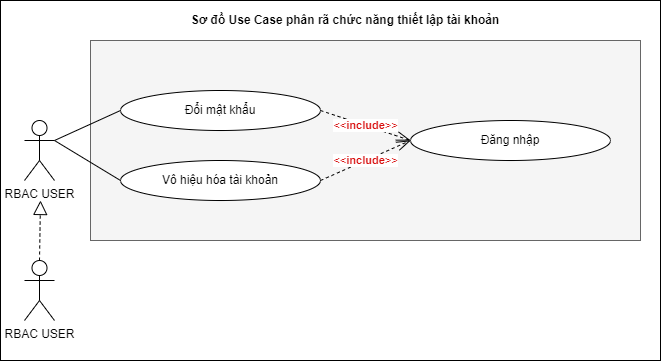 Sơ đồ Use Case phân rã chức năng thiết lập tài khoản
Đổi mật khẩu
<<include>>
Đăng nhập
<<include>>
Vô hiệu hóa tài khoản
RBAC USER
RBAC USER